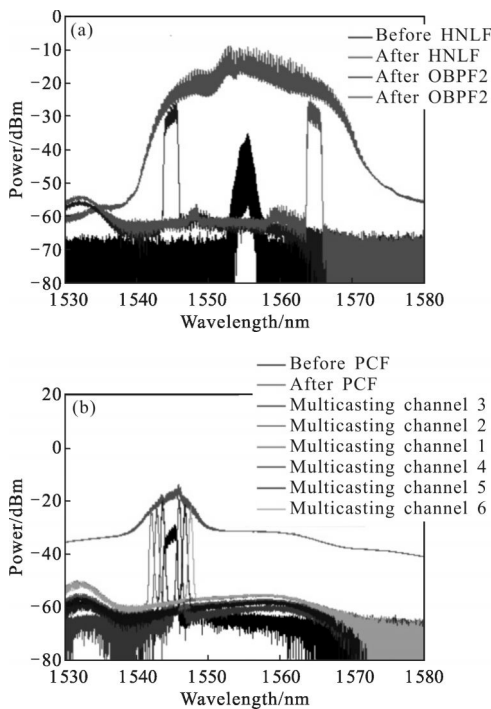 (a)
Before HNLF
After HNLF
After OBPF2
After OBPF2
0
−10
−20
−30
−40
−50
−60
−70
−80
Power/dBm
1530 1540 1550 1560 1570 1580
Wavelength/nm
Before PCF
After PCF
Multicasting channel 3
Multicasting channel 2
Multicasting channel 1
Multicasting channel 4
Multicasting channel 5
Multicasting channel 6
(b)
20
0
−20
−40
−60
−80
Power/dBm
1530 1540 1550 1560 1570 1580
Wavelength/nm